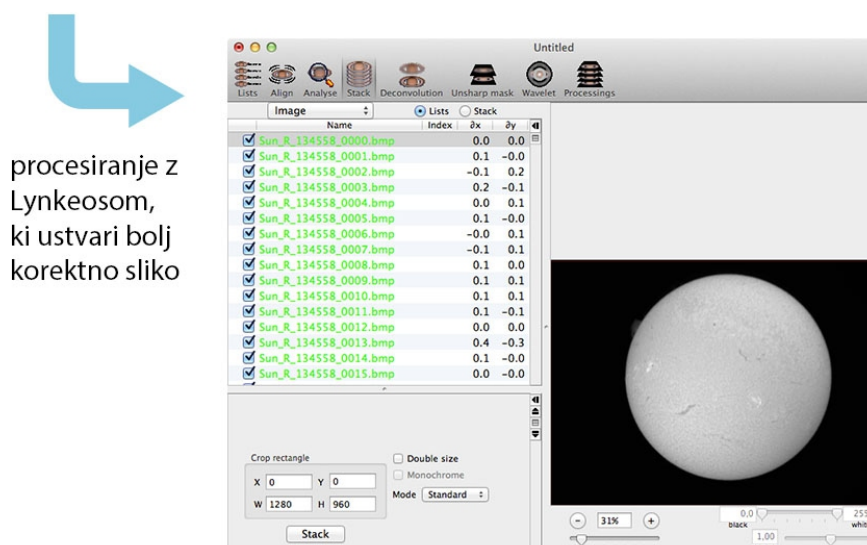 procesiranje z
Lynkeosom,
ki ustvari bolj
korektno sliko
Untitled
Lists Align Analyse Stack Deconvolution Unsharp mask Wavelet Processings
Image Lists Stack
Name Index ∂x ∂y
Sun_R_134558_0000.bmp 0.0 0.0
Sun_R_134558_0001.bmp 0.1 -0.0
Sun_R_134558_0002.bmp -0.1 0.2
Sun_R_134558_0003.bmp 0.2 -0.1
Sun_R_134558_0004.bmp 0.0 0.1
Sun_R_134558_0005.bmp 0.1 -0.0
Sun_R_134558_0006.bmp -0.0 0.1
Sun_R_134558_0007.bmp -0.1 0.1
Sun_R_134558_0008.bmp 0.1 0.0
Sun_R_134558_0009.bmp 0.1 0.1
Sun_R_134558_0010.bmp 0.1 0.1
Sun_R_134558_0011.bmp 0.1 -0.1
Sun_R_134558_0012.bmp 0.0 0.0
Sun_R_134558_0013.bmp 0.4 -0.3
Sun_R_134558_0014.bmp 0.1 -0.0
Sun_R_134558_0015.bmp 0.0 -0.0
Crop rectangle
X 0 Y 0
W 1280 H 960
Stack
Double size
Monochrome
Mode Standard
31%
0,0
black
1,00